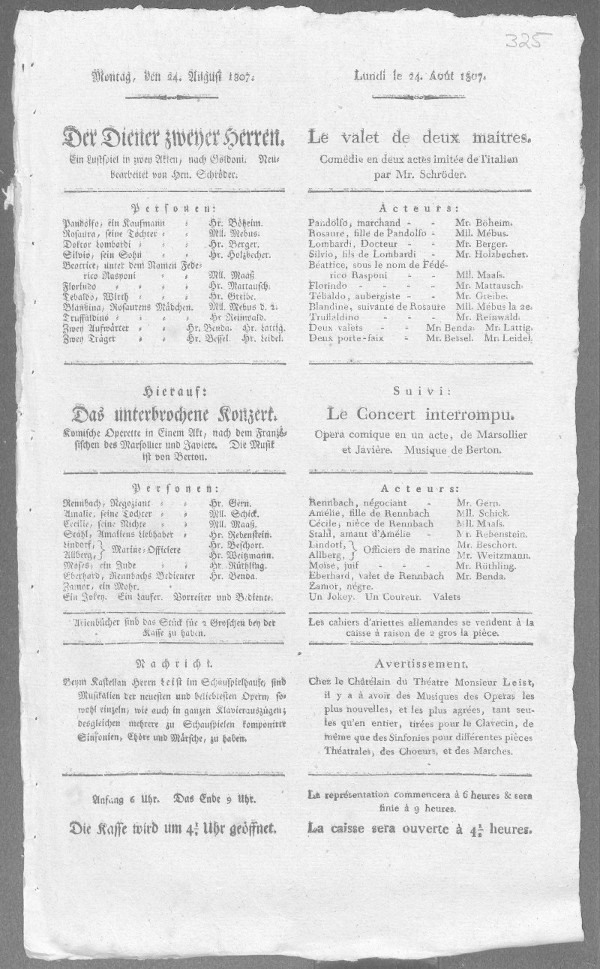 325
Montag, den 24. August 1807.
Der Diener zweyer Herren.
Ein Lustspiel in zwey Akten, nach Goldoni. Neu-
bearbeitet von Hrn. Schröder.
Personen:
Pandolfo, ein Kaufmann , Hr. Böheim.
Rosaura, seine Tochter , , Mll. Mebus.
Doktor Lombardi , , Hr. Berger.
Silvio, sein Sohn , , Hr. Holzbecher.
Beatrice, unter dem Namen Fede-
rico Rasponi , , Mll. Maaß.
Florindo , , , , Hr. Mattausch.
Tebaldo, Wirth , , , Hr. Greibe.
Blandina, Rosaurens Mädchen. Mll. Mebus d. 2.
Truffaldino , , , , Hr. Reinwald.
Zwey Aufwärter , , Hr. Benda. Hr. Lattig.
Zwey Träger , , Hr. Bessel. Hr. Leidel.
Hierauf:
Das unterbrochene Konzert.
Komische Operette in Einem Akt, nach dem Franzö-
sischen des Marsollier und Zaviere. Die Musik
ist von Berton.
Personen:
Rennbach, Negoziant , , Hr. Gern.
Amalie, seine Tochter , , Mll. Schick.
Cecilie, seine Nichte , , Mll. Maaß.
Stahl, Amaliens Liebhaber , Hr. Rebenstein.
Lindorf, } Marine-Officiere Hr. Beschort.
Allberg, Hr. Weitzmann.
Moses, ein Jude , , Hr. Rüthling.
Eberhard, Rennbachs Bedienter Hr. Benda.
Zamor, ein Mohr.
Ein Jokey. Ein Laufer. Vorreiter und Bediente.
Arienbücher sind das Stück für 2 Groschen bey der
Kasse zu haben.
Nachricht.
Beym Kastellan Herrn Leist im Schauspielhause, sind
Musikalien der neuesten und beliebtesten Opern, so-
wohl einzeln, wie auch in ganzen Klavierauszügen;
desgleichen mehrere zu Schauspielen komponirte
Sinfonien, Chöre und Märsche, zu haben.
Anfang 6 Uhr. Das Ende 9 Uhr.
Die Kasse wird um 4½ Uhr geöffnet.
Lundi le 24. Août 1807.
Le valet de deux maitres.
Comédie en deux actes imitée de l'italien
par Mr. Schröder.
Acteurs:
Pandolfo, marchand - - Mr. Böheim.
Rosaure, fille de Pandolfo - Mll. Mébus.
Lombardi, Docteur - - Mr. Berger.
Silvio, fils de Lombardi - Mr. Holzbecher.
Béatrice, sous le nom de Fédé-
rico Rasponi - - Mll. Maafs.
Florindo - - - - - Mr. Mattausch.
Tébaldo, aubergiste - - Mr. Greibe.
Blandine, suivante de Rosaure Mll. Mébus la 2e.
Truffaldino - - - Mr. Reinwald.
Deux valets - - Mr. Benda. Mr. Lattig.
Deux porte-faix - Mr. Bessel. Mr. Leidel.
Suivi:
Le Concert interrompu.
Opera comique en un acte, de Marsollier
et Javière. Musique de Berton.
Acteurs:
Rennbach, négociant - Mr. Gern.
Amélie, fille de Rennbach Mll. Schick.
Cécile, nièce de Rennbach Mll. Maafs.
Stahl, amant d'Amélie - Mr. Rebenstein.
Lindorf, } Officiers de marine Mr. Beschort.
Allberg, Mr. Weitzmann.
Moise, juif - - - Mr. Rüthling.
Eberhard, valet de Rennbach Mr. Benda.
Zamor, nègre.
Un Jokey. Un Coureur. Valets
Les cahiers d'ariettes allemandes se vendent à la
caisse à raison de 2 gros la pièce.
Avertissement.
Chez le Châtelain du Théatre Monsieur Leist,
il y a à avoir des Musiques des Operas les
plus nouvelles, et les plus agrées, tant seu-
les qu'en entier, tirées pour le Clavecin, de
même que des Sinfonies pour différentes pièces
Théatrales, des Choeurs, et des Marches.
La représentation commencera à 6 heures & sera
finie à 9 heures.
La caisse sera ouverte à 4½ heures.